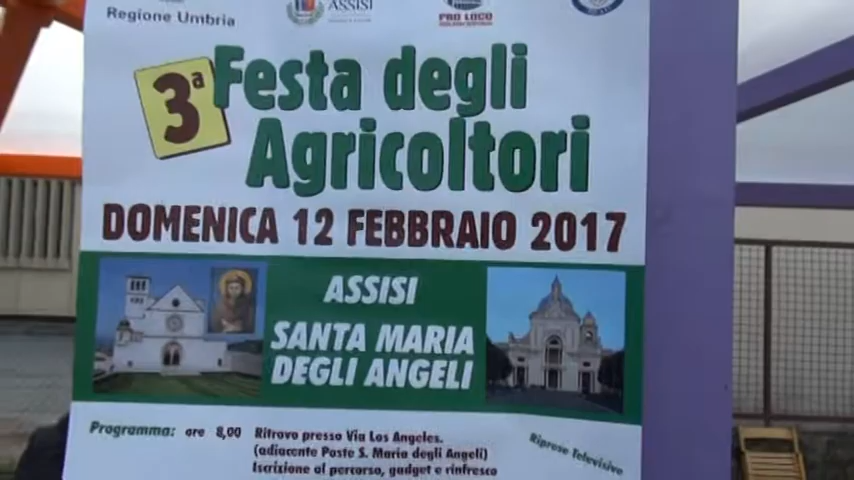 Regione Umbria
ASSISI
PRO LOCO
3ª Festa degli
Agricoltori
DOMENICA 12 FEBBRAIO 2017
ASSISI
SANTA MARIA
DEGLI ANGELI
Programma: ore 8,00 Ritrovo presso Via Los Angeles.
(adiacente Poste S. Maria degli Angeli)
Iscrizione al percorso, gadget e rinfresco
Riprese Televisive